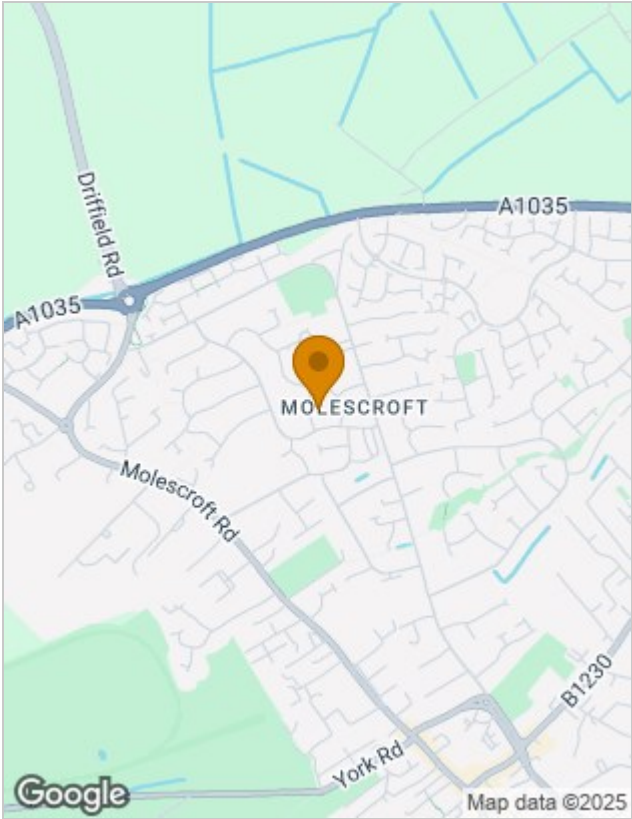 Driffield Rd
A1035
A1035
MOLESCROFT
Molescroft Rd
B1230
York Rd
Google
Map data ©2025